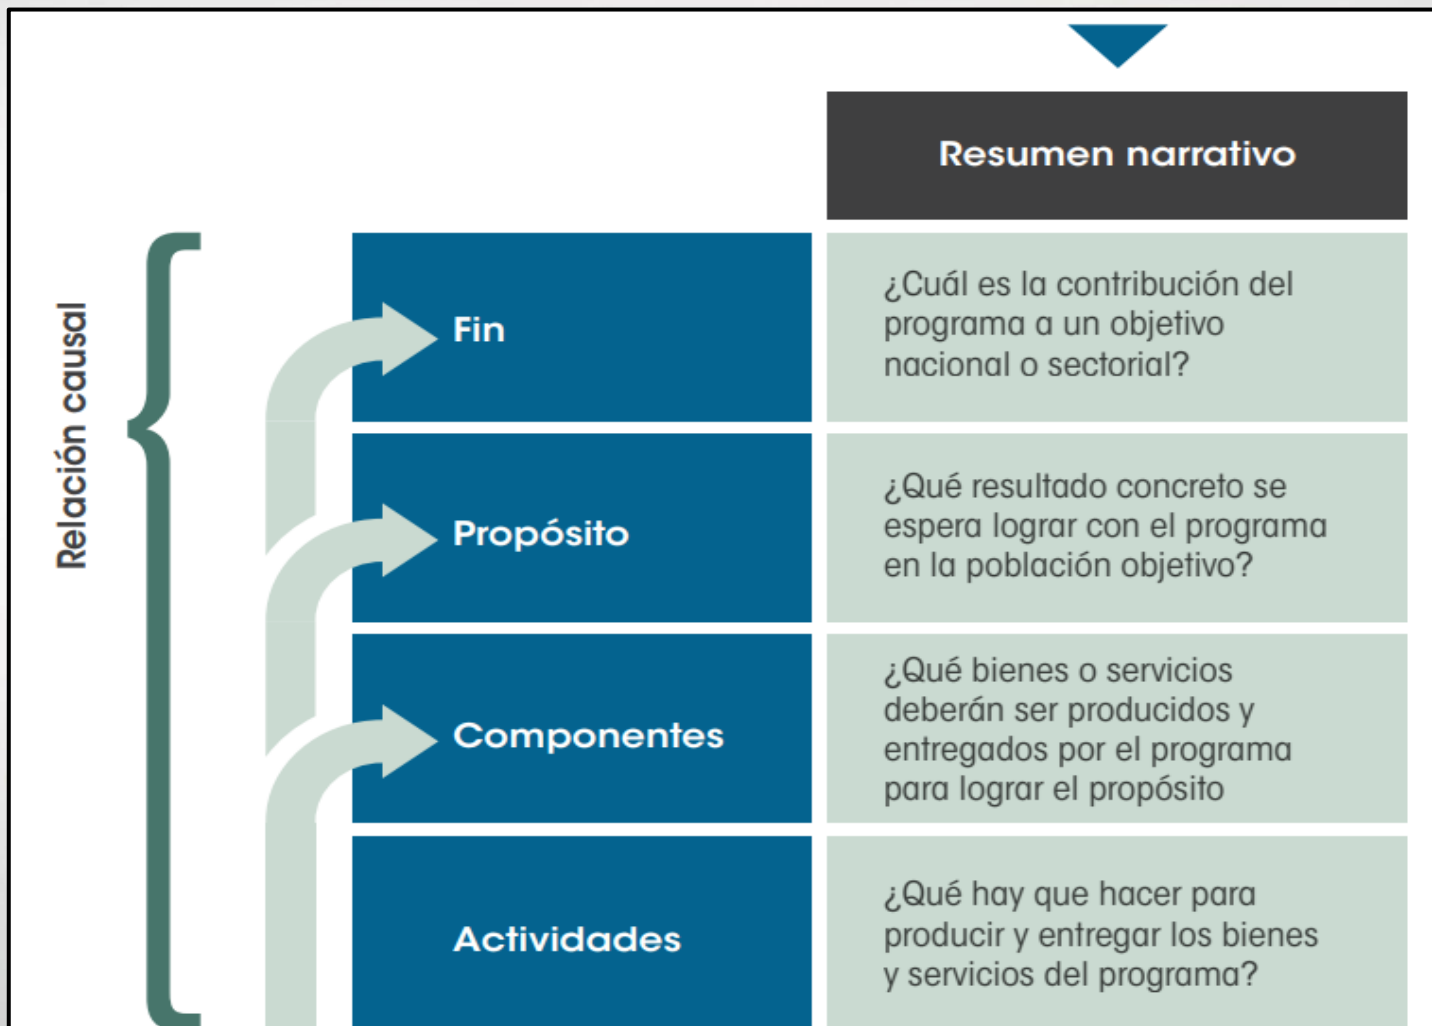 Resumen narrativo
Relación causal
Fin
¿Cuál es la contribución del
programa a un objetivo
nacional o sectorial?
Propósito
¿Qué resultado concreto se
espera lograr con el programa
en la población objetivo?
Componentes
¿Qué bienes o servicios
deberán ser producidos y
entregados por el programa
para lograr el propósito
Actividades
¿Qué hay que hacer para
producir y entregar los bienes
y servicios del programa?